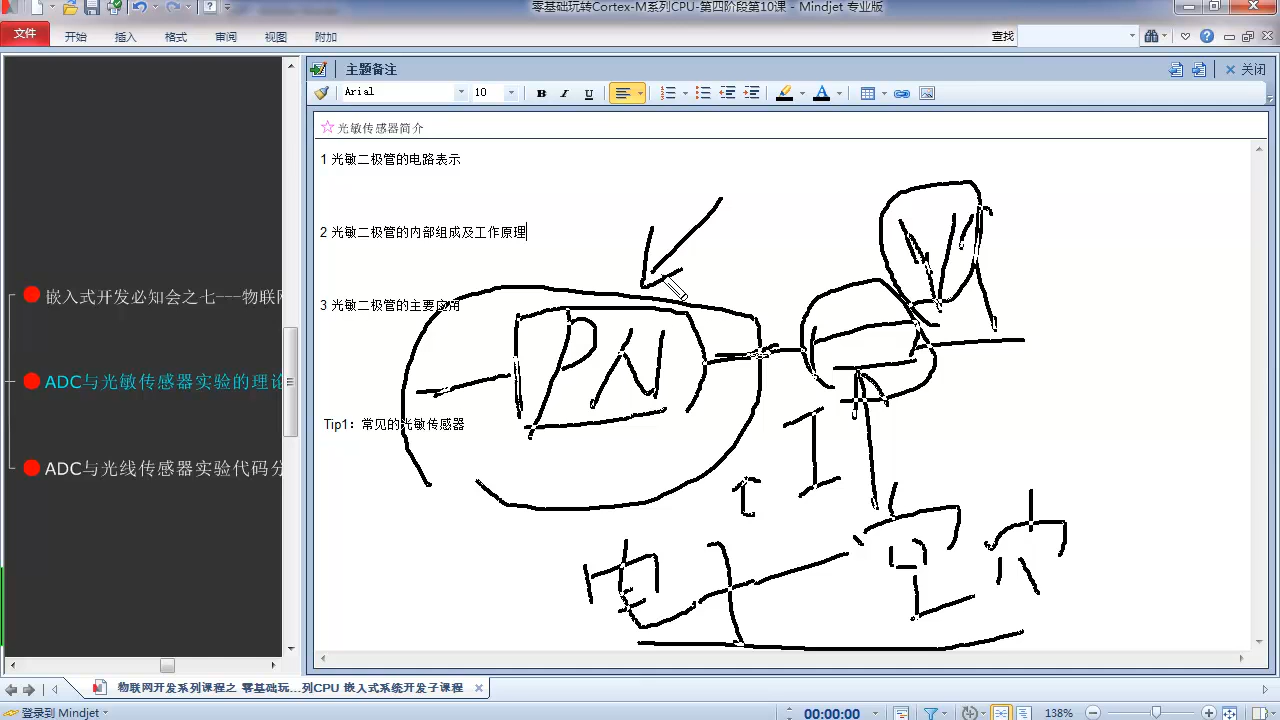 零基础玩转Cortex-M系列CPU-第四阶段第10课 - Mindjet 专业版
文件 开始 插入 格式 审阅 视图 附加 查找
主题备注 关闭
Arial 10 B I U
光敏传感器简介
1 光敏二极管的电路表示
2 光敏二极管的内部组成及工作原理
3 光敏二极管的主要应用
PN
Tip1：常见的光敏传感器
嵌入式开发必知会之七---物联网
ADC与光敏传感器实验的理论
ADC与光线传感器实验代码分
I
I
电子
物联网开发系列课程之 零基础玩...列CPU 嵌入式系统开发子课程
登录到 Mindjet 00:00:00 138%